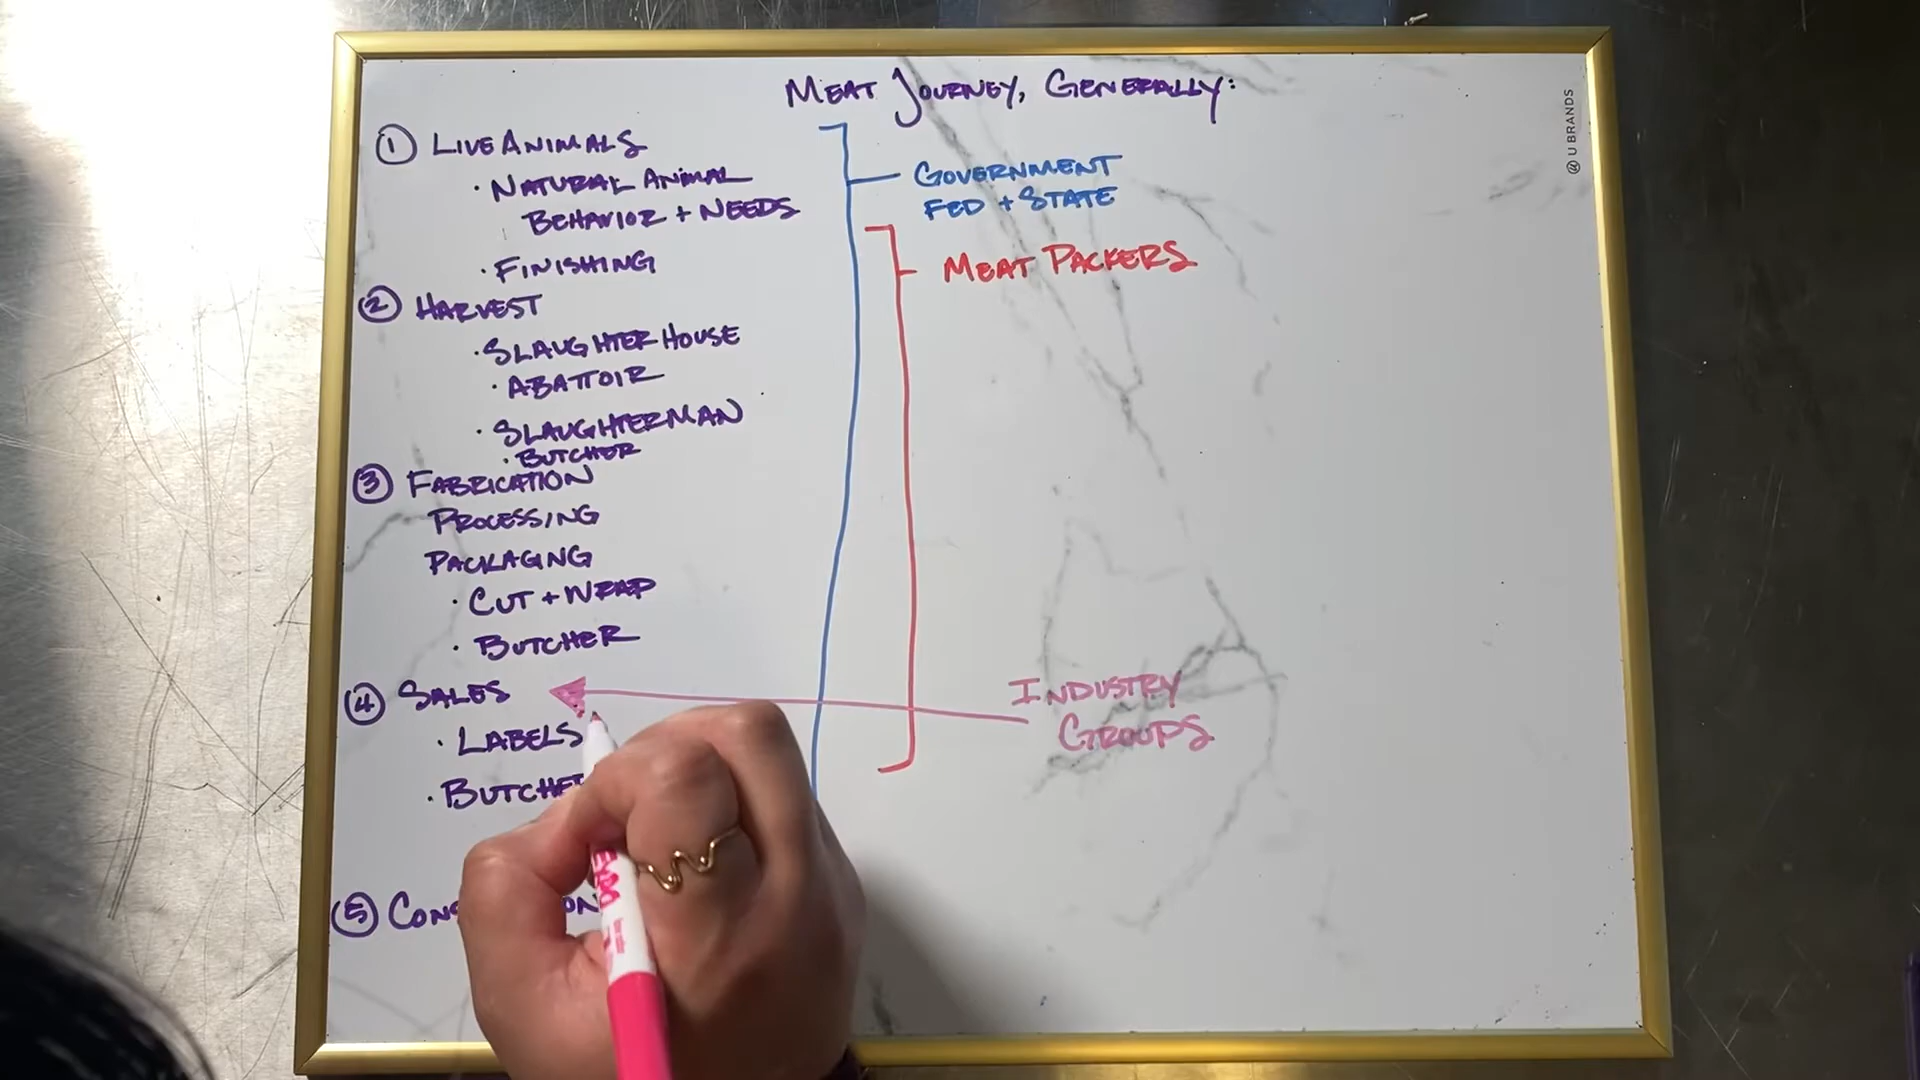 MEAT JOURNEY, GENERALLY:
① LIVE ANIMALS
· NATURAL ANIMAL
BEHAVIOR + NEEDS
· FINISHING
② HARVEST
· SLAUGHTER HOUSE
· ABATTOIR
· SLAUGHTERMAN
· BUTCHER
③ FABRICATION
PROCESSING
PACKAGING
· CUT + WRAP
· BUTCHER
④ SALES
· LABELS
·
⑤
GOVERNMENT
FED + STATE
MEAT PACKERS
INDUSTRY
GROUPS
U BRANDS